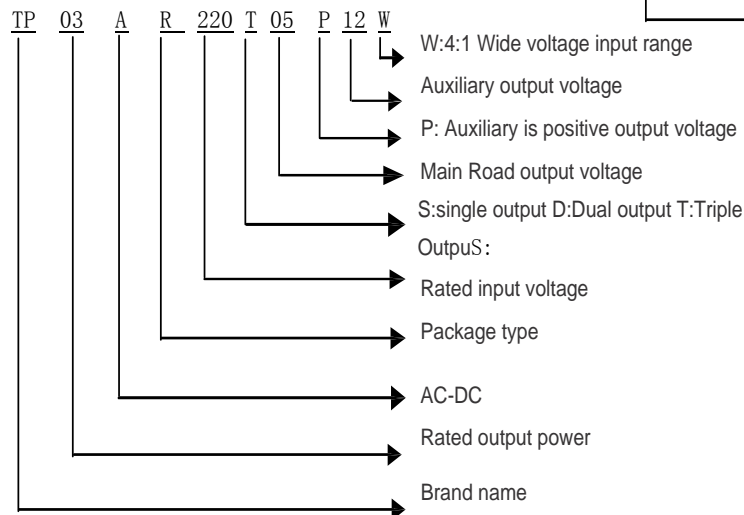 TP 03 A R 220 T 05 P 12 W
W:4:1 Wide voltage input range
Auxiliary output voltage
P: Auxiliary is positive output voltage
Main Road output voltage
S:single output D:Dual output T:Triple
OutpuS:
Rated input voltage
Package type
AC-DC
Rated output power
Brand name